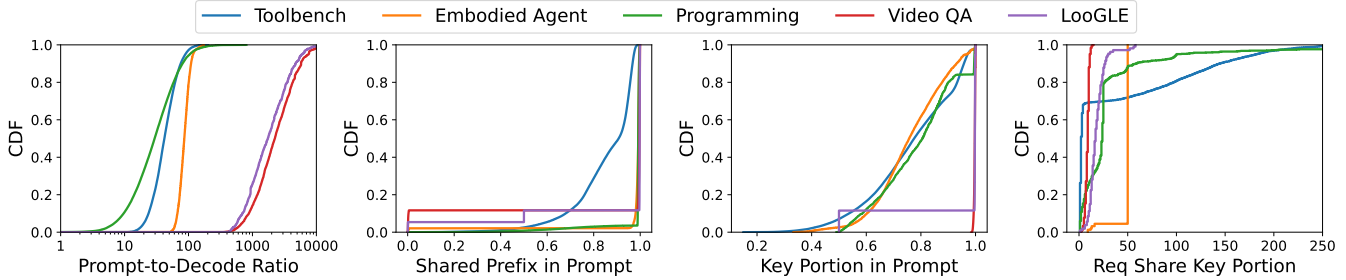 Toolbench Embodied Agent Programming Video QA LooGLE
CDF
1.0
0.8
0.6
0.4
0.2
0.0
1 10 100 1000 10000
Prompt-to-Decode Ratio
CDF
1.0
0.8
0.6
0.4
0.2
0.0
0.0 0.2 0.4 0.6 0.8 1.0
Shared Prefix in Prompt
CDF
1.0
0.8
0.6
0.4
0.2
0.0
0.2 0.4 0.6 0.8 1.0
Key Portion in Prompt
CDF
1.0
0.8
0.6
0.4
0.2
0.0
0 50 100 150 200 250
Req Share Key Portion